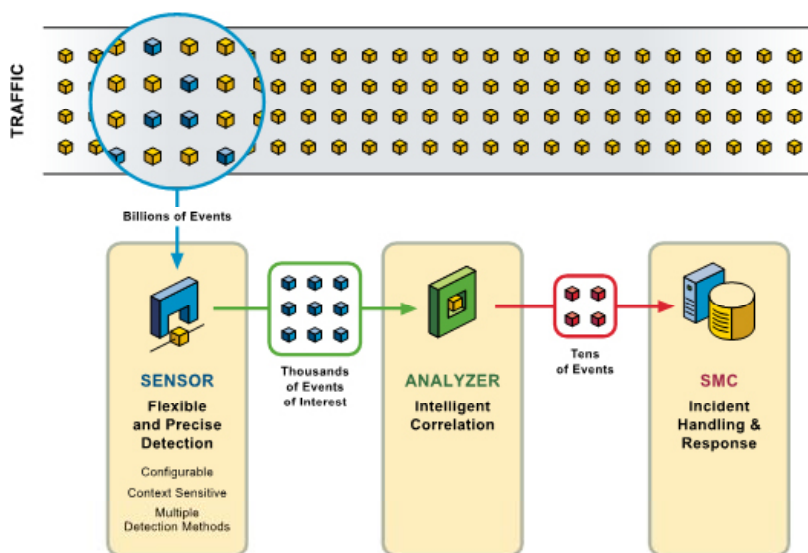 TRAFFIC
Billions of Events
SENSOR
Flexible
and Precise
Detection
Configurable
Context Sensitive
Multiple
Detection Methods
Thousands
of Events
of Interest
ANALYZER
Intelligent
Correlation
Tens
of Events
SMC
Incident
Handling &
Response